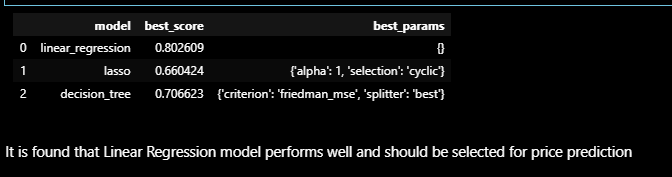 model best_score best_params
0 linear_regression 0.802609 {}
1 lasso 0.660424 {'alpha': 1, 'selection': 'cyclic'}
2 decision_tree 0.706623 {'criterion': 'friedman_mse', 'splitter': 'best'}
It is found that Linear Regression model performs well and should be selected for price prediction